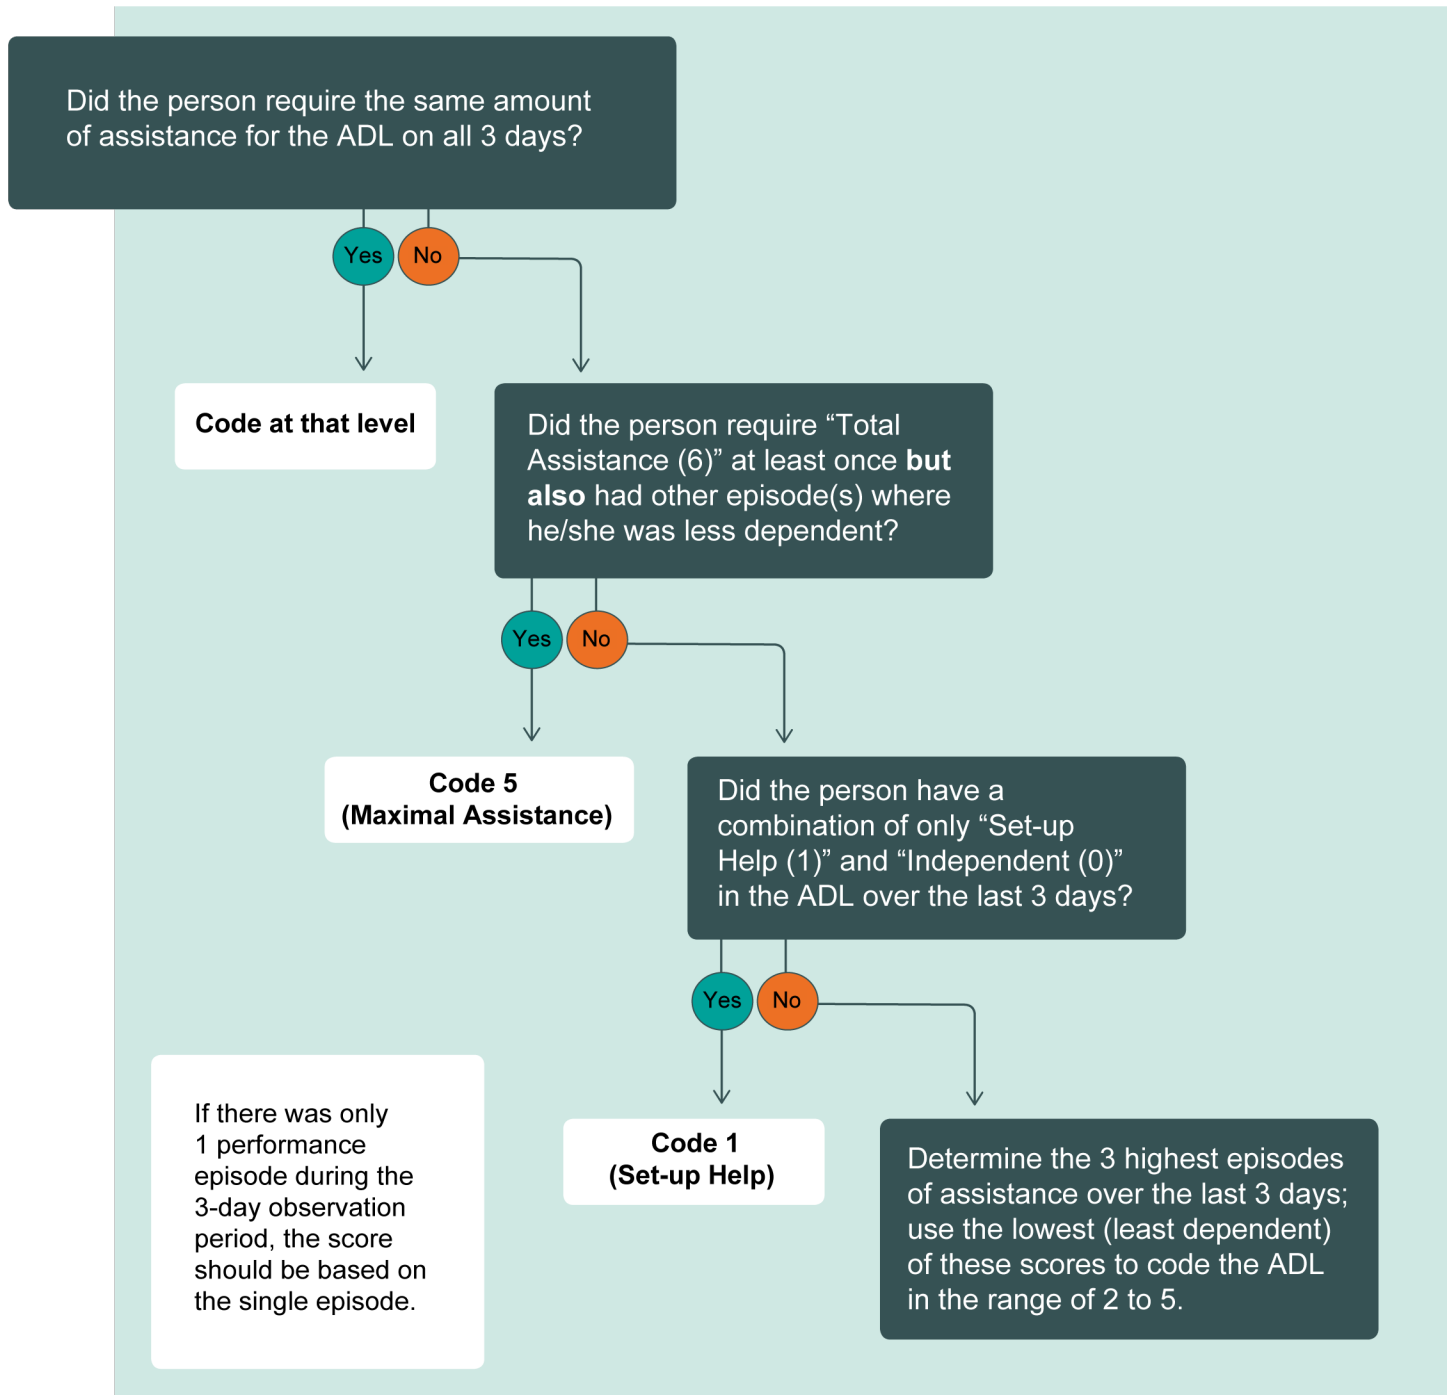 Did the person require the same amount
of assistance for the ADL on all 3 days?
Yes
No
Code at that level
Did the person require “Total
Assistance (6)” at least once but
also had other episode(s) where
he/she was less dependent?
Yes
No
Code 5
(Maximal Assistance)
Did the person have a
combination of only “Set-up
Help (1)” and “Independent (0)”
in the ADL over the last 3 days?
Yes
No
Code 1
(Set-up Help)
Determine the 3 highest episodes
of assistance over the last 3 days;
use the lowest (least dependent)
of these scores to code the ADL
in the range of 2 to 5.
If there was only
1 performance
episode during the
3-day observation
period, the score
should be based on
the single episode.